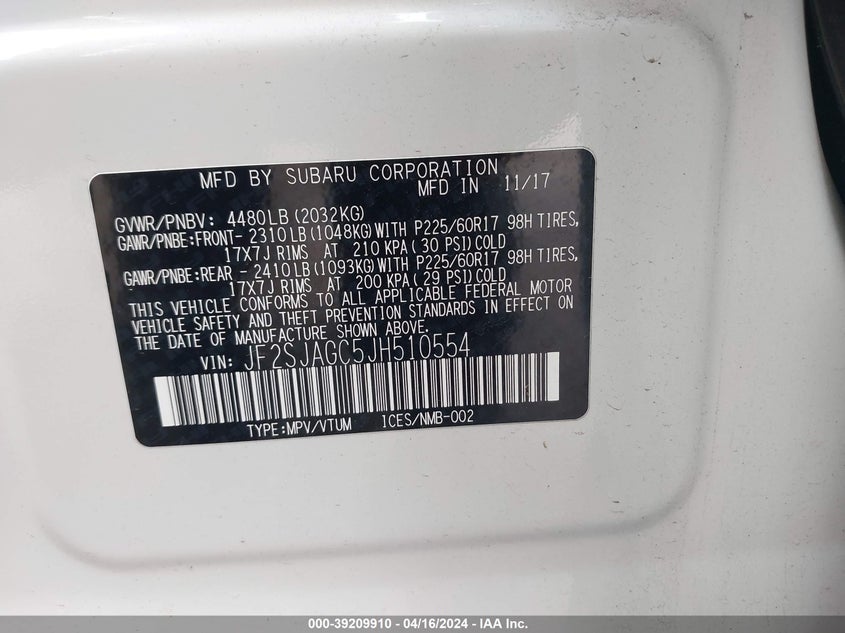 MFD BY SUBARU CORPORATION
MFD IN 11/17
GVWR/PNBV: 4480LB(2032KG)
GAWR/PNBE:FRONT- 2310LB(1048KG)WITH P225/60R17 98H TIRES,
17X7J RIMS AT 210 KPA(30 PSI)COLD
GAWR/PNBE:REAR - 2410LB(1093KG)WITH P225/60R17 98H TIRES,
17X7J RIMS AT 200 KPA(29 PSI)COLD
THIS VEHICLE CONFORMS TO ALL APPLICABLE FEDERAL MOTOR
VEHICLE SAFETY AND THEFT PREVENTION STANDARDS IN EFFECT ON
THE DATE OF MANUFACTURE SHOWN ABOVE.
VIN: JF2SJAGC5JH510554
TYPE:MPV/VTUM ICES/NMB-002
000-39209910 - 04/16/2024 - IAA Inc.